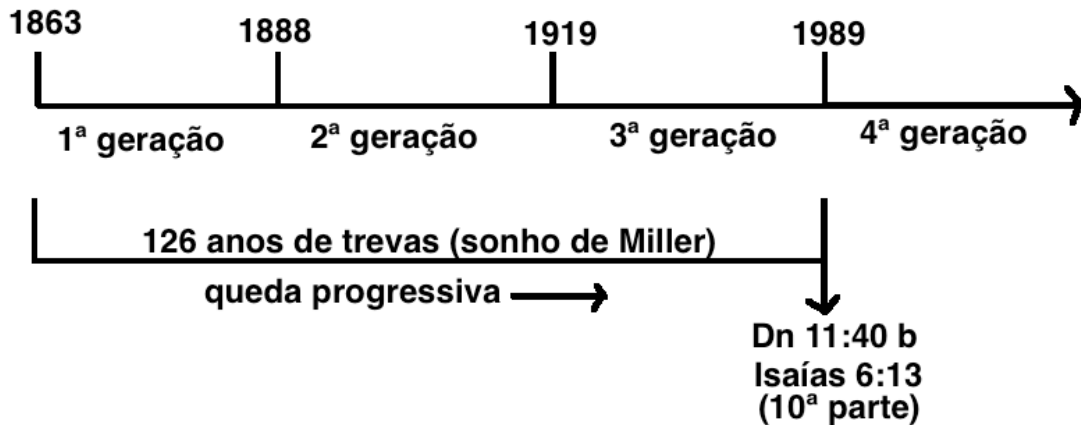 1863 1888 1919 1989
1ª geração 2ª geração 3ª geração 4ª geração
126 anos de trevas (sonho de Miller)
queda progressiva
Dn 11:40 b
Isaías 6:13
(10ª parte)